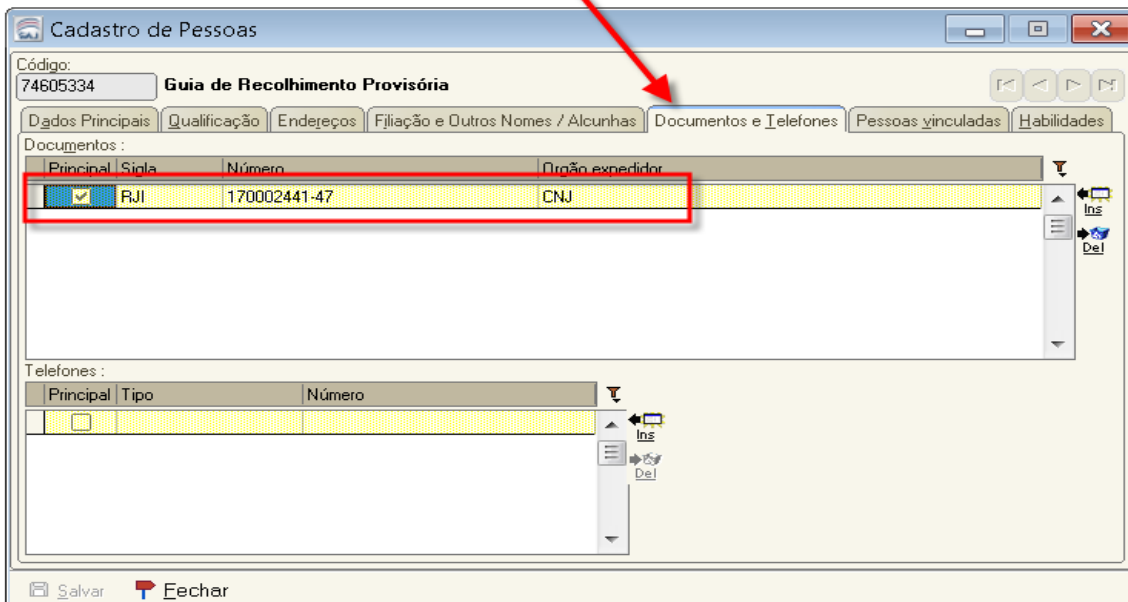 Cadastro de Pessoas
Código:
74605334 Guia de Recolhimento Provisória
Dados Principais Qualificação Endereços Filiação e Outros Nomes / Alcunhas Documentos e Telefones Pessoas vinculadas Habilidades
Documentos :
Principal Sigla Número Orgão expedidor
RJI 170002441-47 CNJ
Ins
Del
Telefones :
Principal Tipo Número
Ins
Del
Salvar Fechar